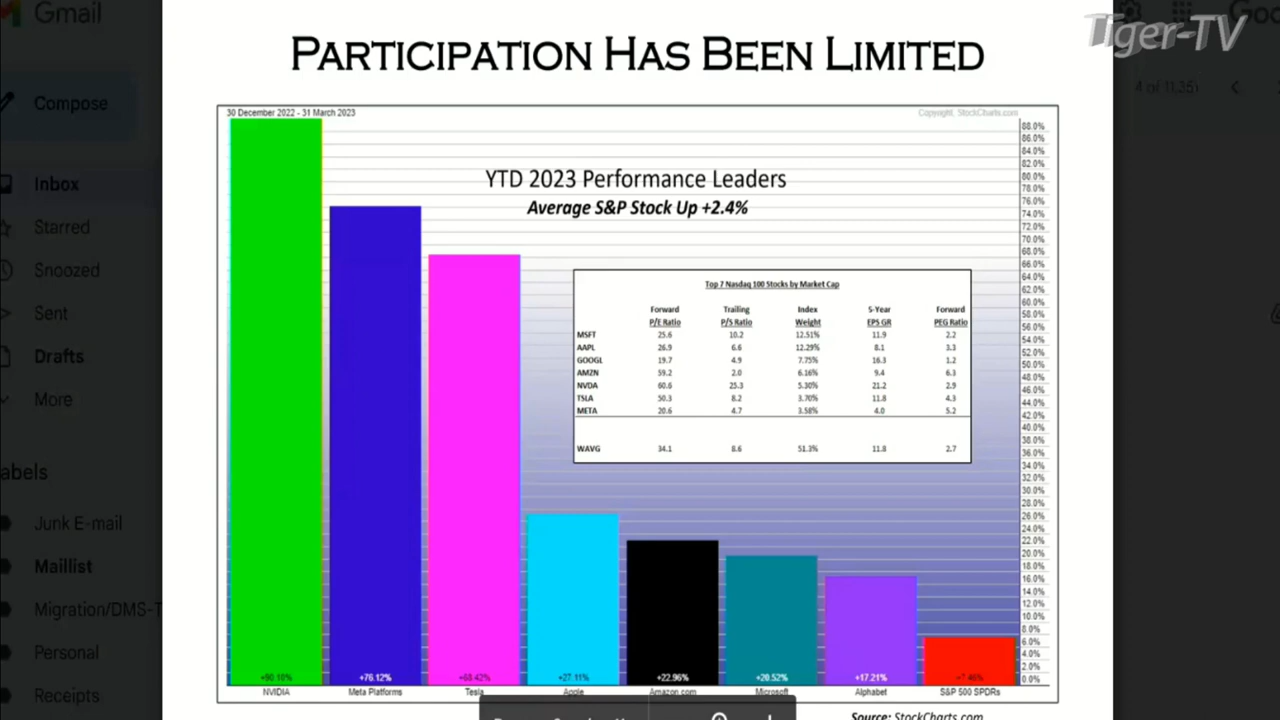 Gmail
Tiger-TV
PARTICIPATION HAS BEEN LIMITED
Compose
4 of 11,35
Inbox
Starred
Snoozed
Sent
Drafts
More
Labels
Junk E-mail
Maillist
Migration/DMS-T
Personal
Receipts
30 December 2022 - 31 March 2023
Copyright, StockCharts.com
YTD 2023 Performance Leaders
Average S&P Stock Up +2.4%
Top 7 Nasdaq 100 Stocks by Market Cap
Forward Trailing Index 5-Year Forward
P/E Ratio P/S Ratio Weight EPS GR PEG Ratio
MSFT 25.6 10.2 12.51% 11.9 2.2
AAPL 26.9 6.6 12.29% 8.1 3.3
GOOGL 19.7 4.9 7.75% 16.3 1.2
AMZN 59.2 2.0 6.16% 9.4 6.3
NVDA 60.6 25.3 5.30% 21.2 2.9
TSLA 50.3 8.2 3.70% 11.8 4.3
META 20.6 4.7 3.58% 4.0 5.2
WAVG 34.1 8.6 51.3% 11.8 2.7
88.0%
86.0%
84.0%
82.0%
80.0%
78.0%
76.0%
74.0%
72.0%
70.0%
68.0%
66.0%
64.0%
62.0%
60.0%
58.0%
56.0%
54.0%
52.0%
50.0%
48.0%
46.0%
44.0%
42.0%
40.0%
38.0%
36.0%
34.0%
32.0%
30.0%
28.0%
26.0%
24.0%
22.0%
20.0%
18.0%
16.0%
14.0%
12.0%
10.0%
8.0%
6.0%
4.0%
2.0%
0.0%
+90.10% +76.12% +68.42% +27.11% +22.96% +20.52% +17.21% +7.46%
NVIDIA Meta Platforms Tesla Apple Amazon.com Microsoft Alphabet S&P 500 SPDRs
Source: StockCharts.com